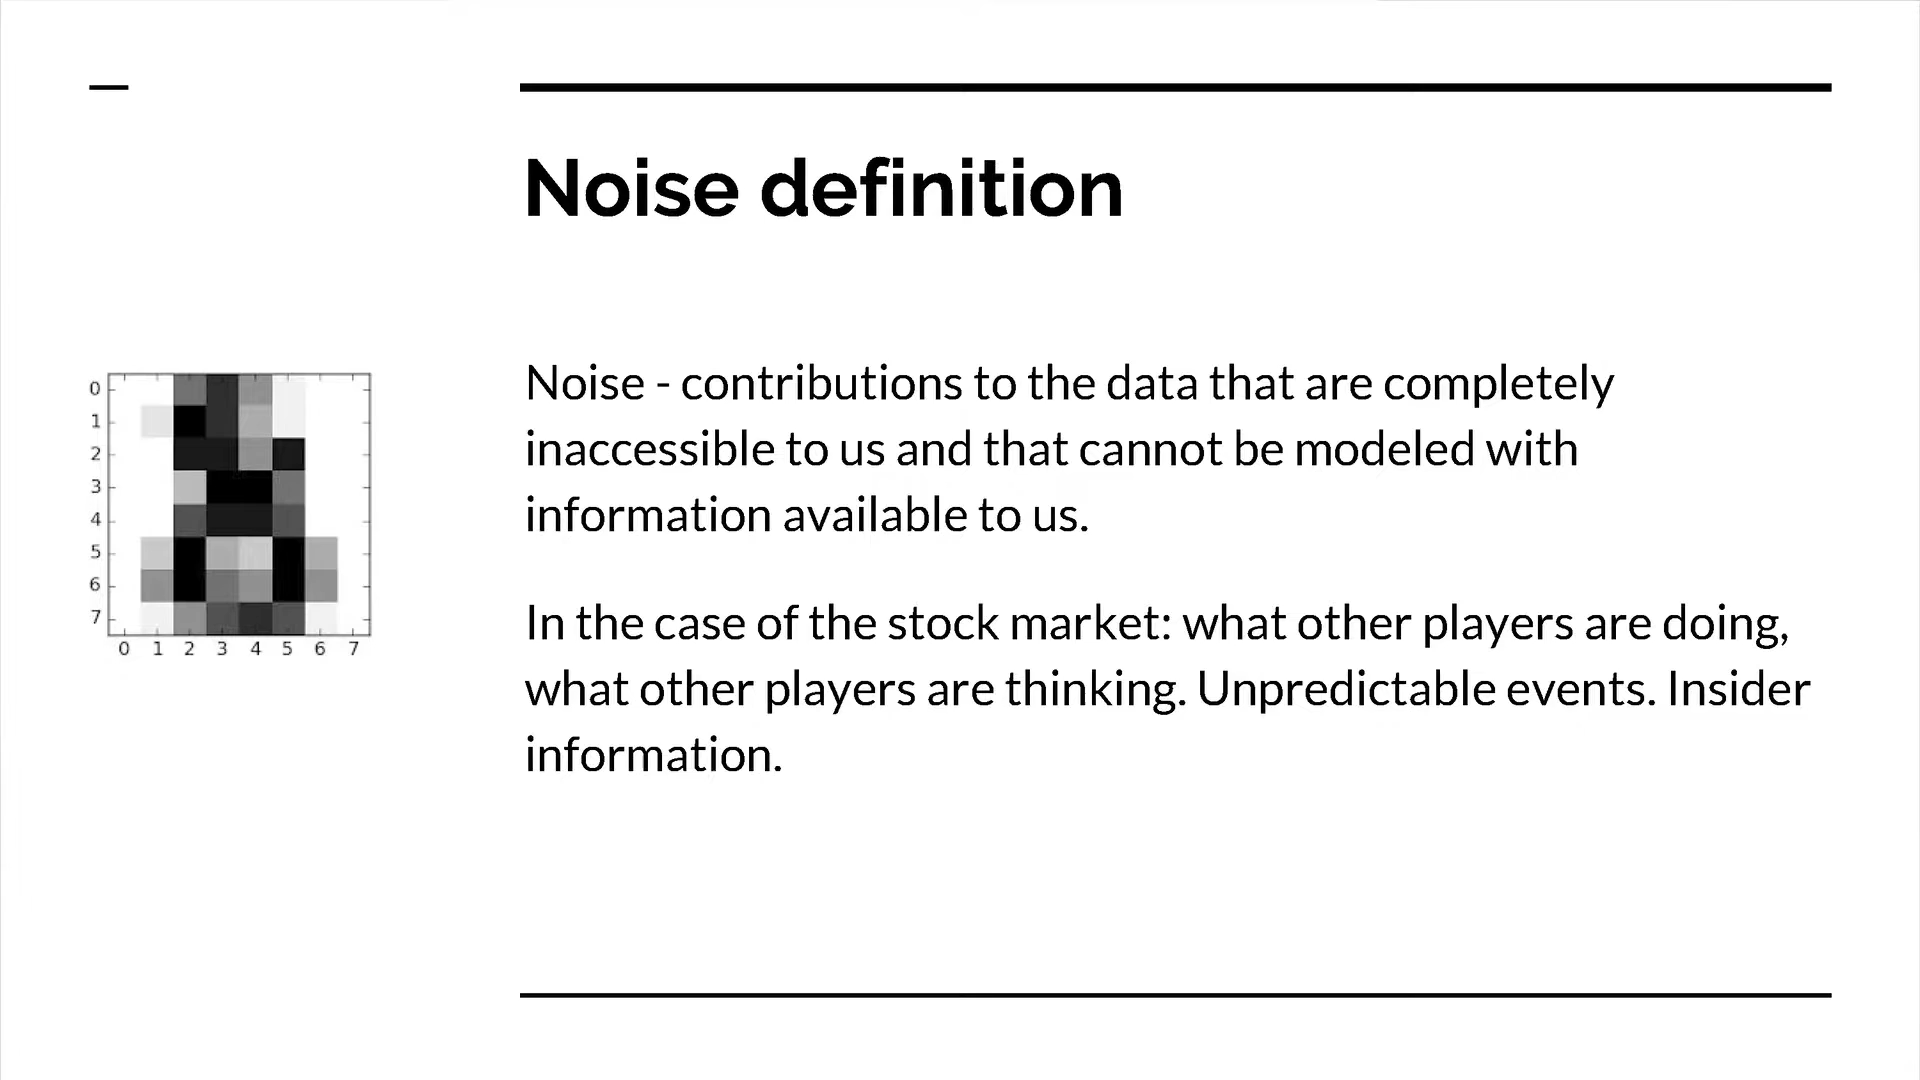 Noise definition
Noise - contributions to the data that are completely
inaccessible to us and that cannot be modeled with
information available to us.
In the case of the stock market: what other players are doing,
what other players are thinking. Unpredictable events. Insider
information.
0
1
2
3
4
5
6
7
0 1 2 3 4 5 6 7